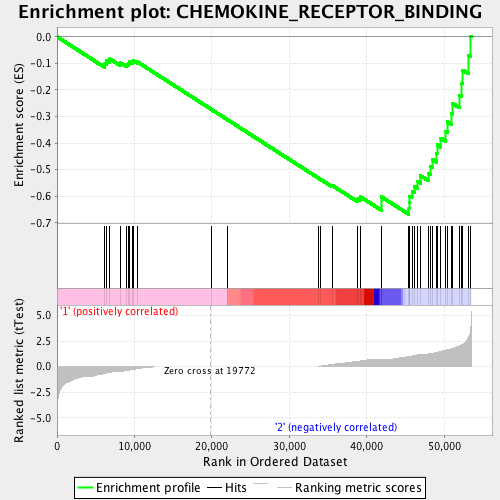 Enrichment plot: CHEMOKINE_RECEPTOR_BINDING
Enrichment score (ES)
0.0
-0.1
-0.2
-0.3
-0.4
-0.5
-0.6
-0.7
'1' (positively correlated)
Ranked list metric (tTest)
5.0
2.5
0.0
-2.5
-5.0
Zero cross at 19772
'2' (negatively correlated)
0
10,000
20,000
30,000
40,000
50,000
Rank in Ordered Dataset
Enrichment profile
Hits
Ranking metric scores